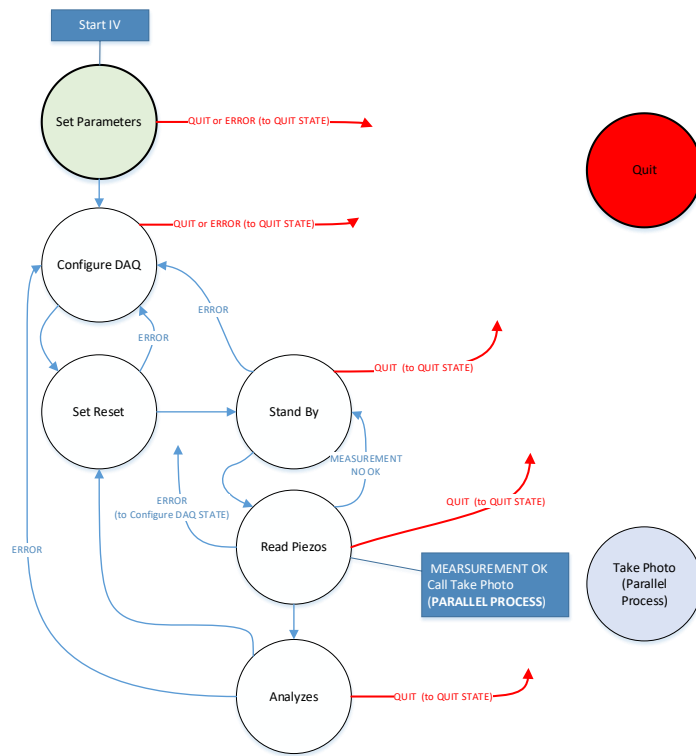 Start IV
Set Parameters
QUIT or ERROR (to QUIT STATE)
Quit
QUIT or ERROR (to QUIT STATE)
Configure DAQ
ERROR
ERROR
QUIT  (to QUIT STATE)
Set Reset
Stand By
MEASUREMENT
NO OK
ERROR
(to Configure DAQ STATE)
QUIT  (to QUIT STATE)
Read Piezos
ERROR
MEARSUREMENT OK
Call Take Photo
(PARALLEL PROCESS)
Take Photo
(Parallel
Process)
Analyzes
QUIT  (to QUIT STATE)